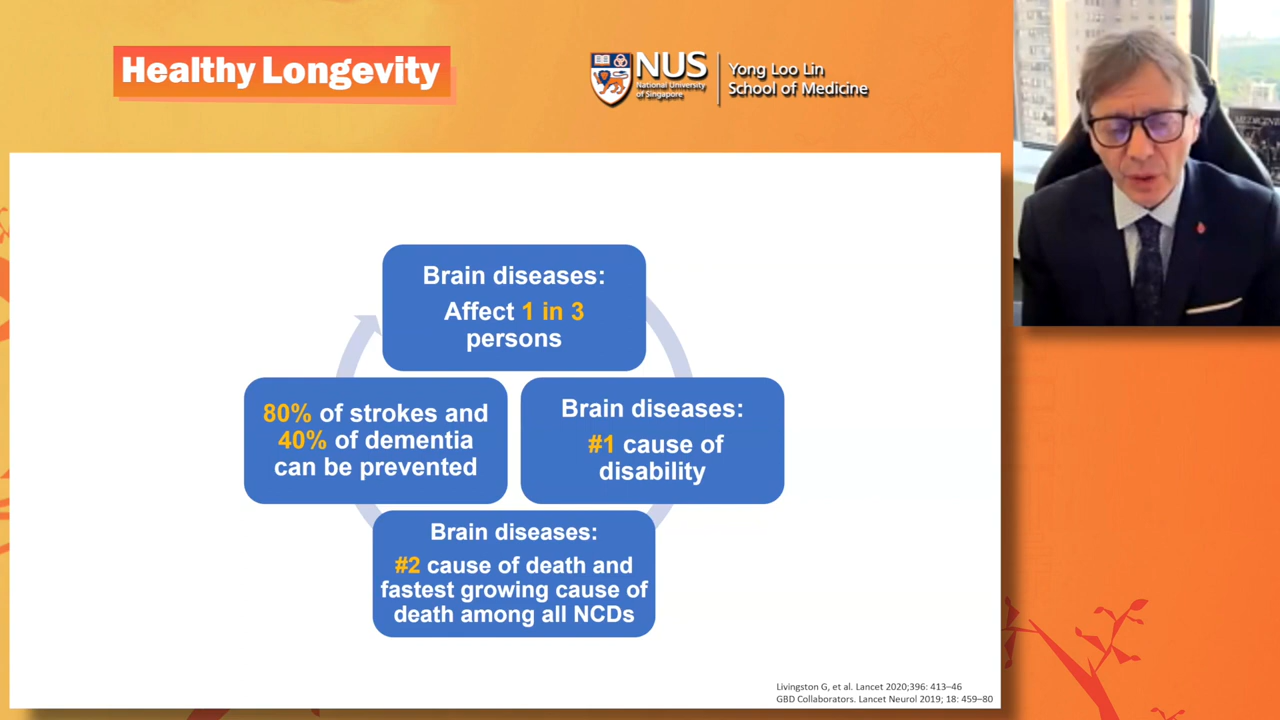 Healthy Longevity
NUS
National University
of Singapore
Yong Loo Lin
School of Medicine
MEDICINE
Brain diseases:
Affect 1 in 3
persons
80% of strokes and
40% of dementia
can be prevented
Brain diseases:
#1 cause of
disability
Brain diseases:
#2 cause of death and
fastest growing cause of
death among all NCDs
Livingston G, et al. Lancet 2020;396: 413–46
GBD Collaborators. Lancet Neurol 2019; 18: 459–80